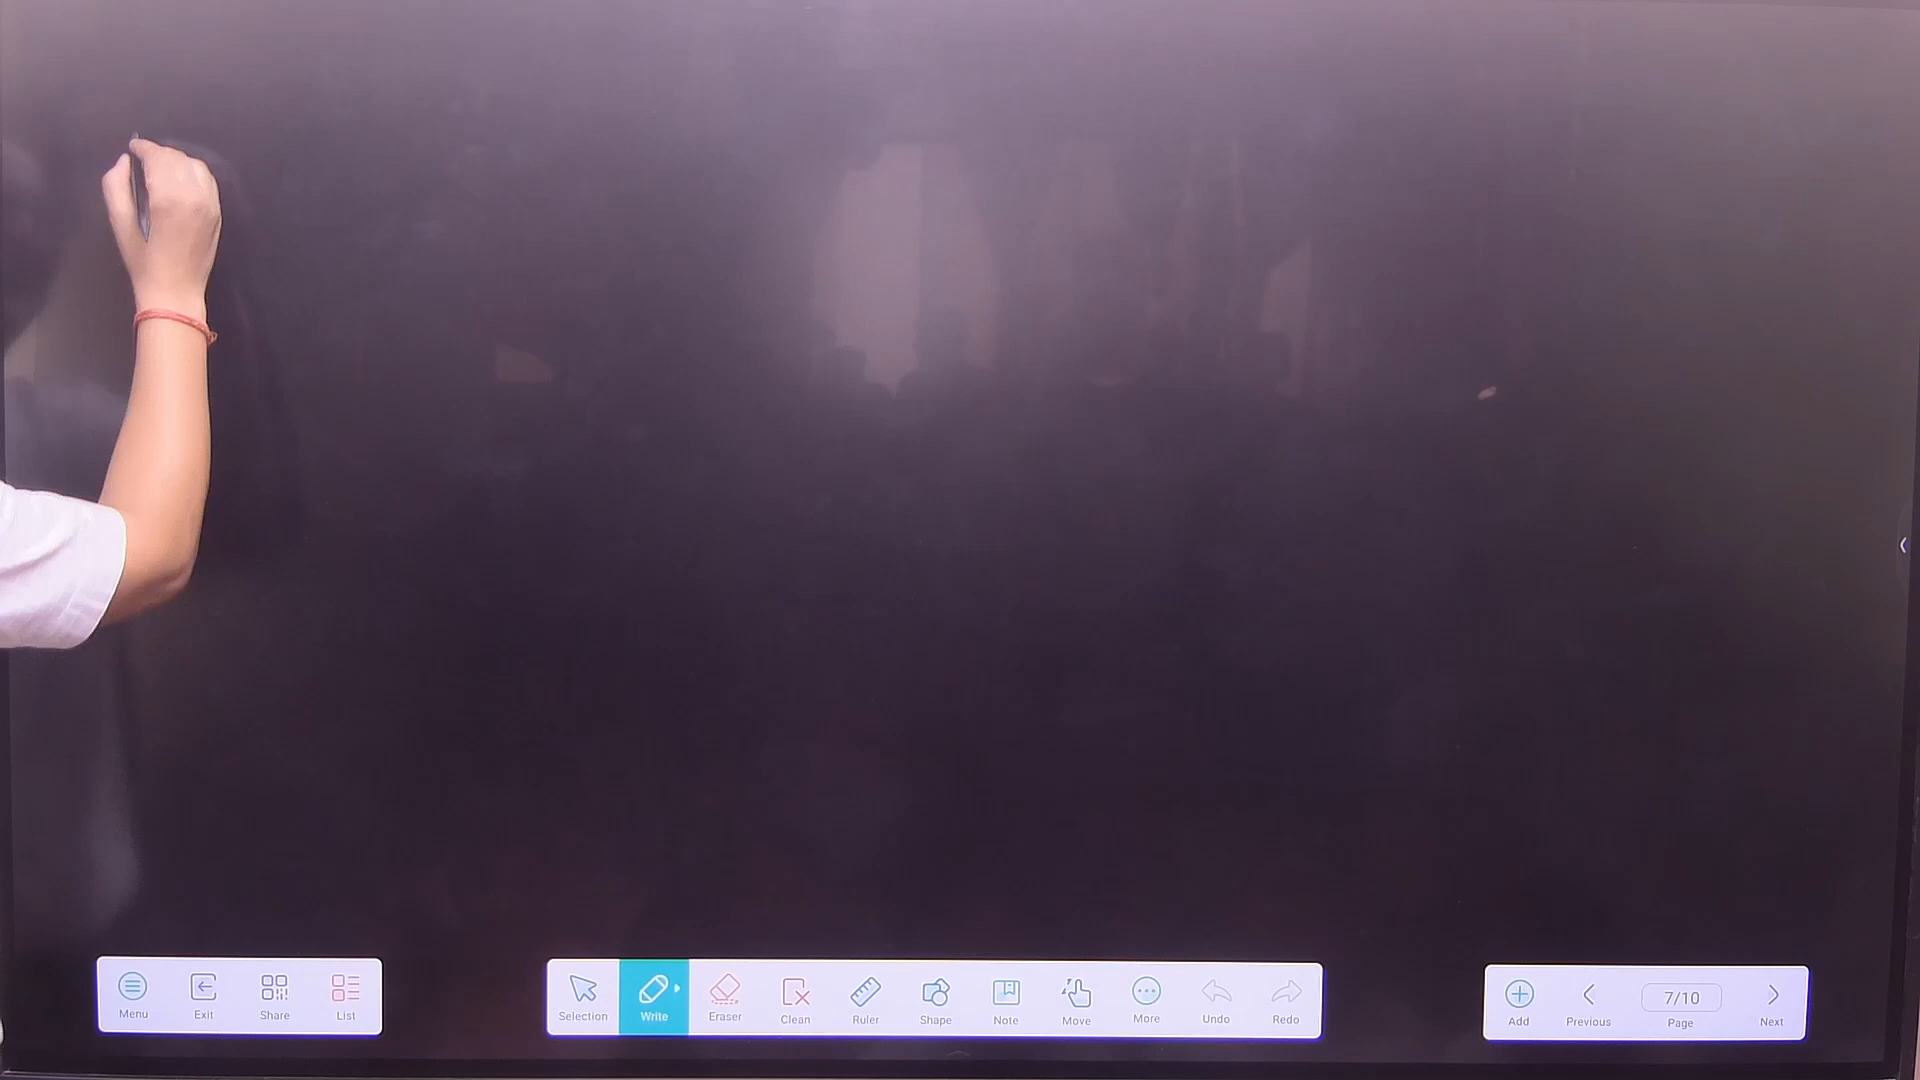 Menu Exit Share List
Selection Write Eraser Clean Ruler Shape Note Move More Undo Redo
Add Previous 7/10 Page Next